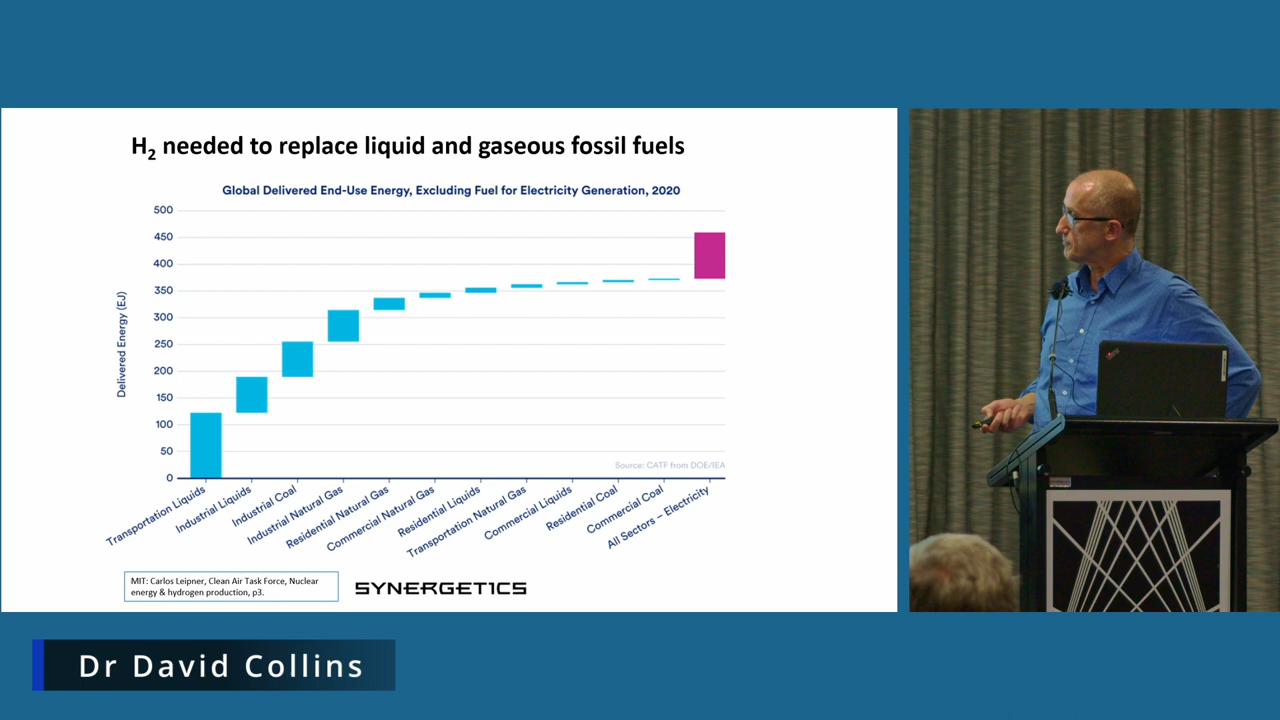 H2 needed to replace liquid and gaseous fossil fuels
Global Delivered End-Use Energy, Excluding Fuel for Electricity Generation, 2020
Delivered Energy (EJ)
500
450
400
350
300
250
200
150
100
50
0
Source: CATF from DOE/IEA
Transportation Liquids
Industrial Liquids
Industrial Coal
Industrial Natural Gas
Residential Natural Gas
Commercial Natural Gas
Residential Liquids
Transportation Natural Gas
Commercial Liquids
Residential Coal
Commercial Coal
All Sectors – Electricity
MIT: Carlos Leipner, Clean Air Task Force, Nuclear
energy & hydrogen production, p3.
SYNERGETICS
Dr David Collins